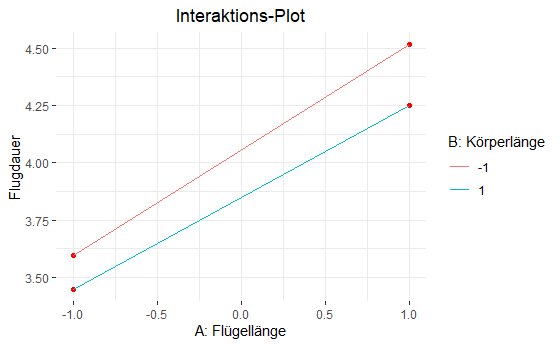 Interaktions-Plot
Flugdauer
4.50
4.25
4.00
3.75
3.50
-1.0 -0.5 0.0 0.5 1.0
A: Flügellänge
B: Körperlänge
-1
1